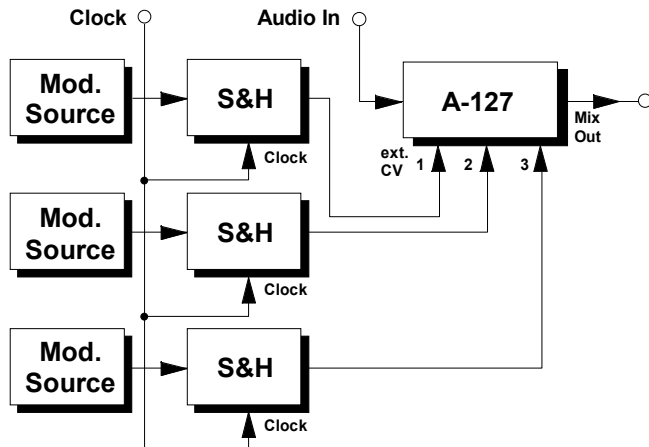 Clock
Audio In
Mod.
Source
S&H
A-127
Mix
Out
Clock
ext.
CV
1
2
3
Mod.
Source
S&H
Clock
Mod.
Source
S&H
Clock